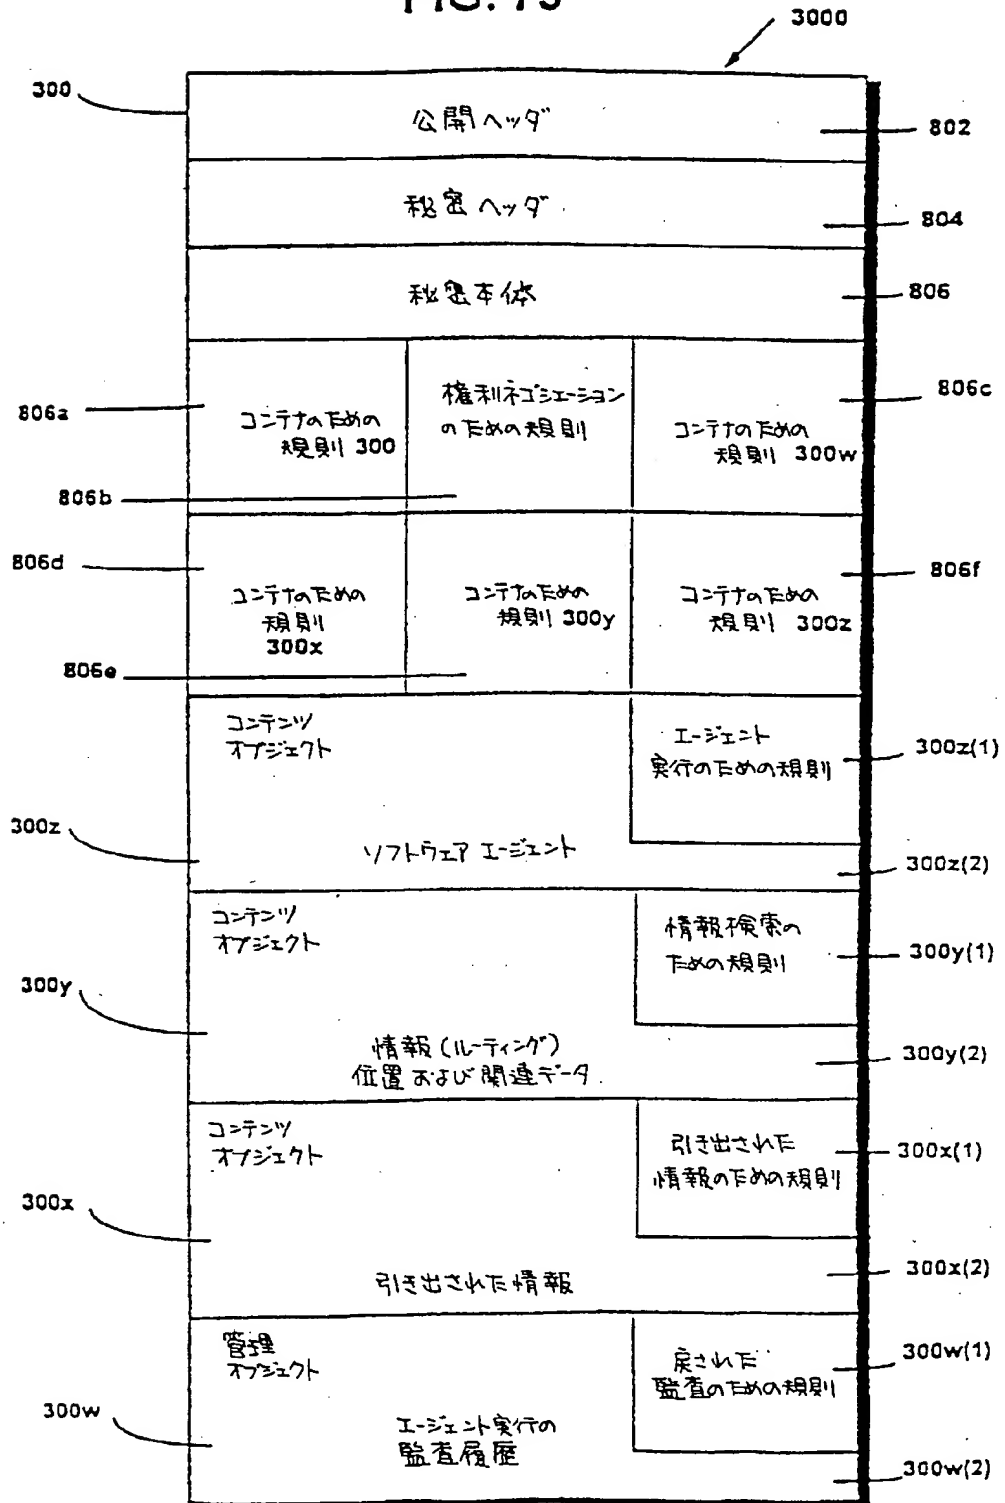 3000
300
公開ヘッダ
802
秘密ヘッダ
804
秘密本体
806
806a
コンテナのための
規則 300
権利ネゴシエーション
のための規則
806b
806c
コンテナのための
規則 300w
806d
コンテナのための
規則
300x
コンテナのための
規則 300y
806e
806f
コンテナのための
規則 300z
コンテンツ
オブジェクト
エージェント
実行のための規則
300z(1)
300z
ソフトウェア エージェント
300z(2)
コンテンツ
オブジェクト
情報検索の
ための規則
300y(1)
300y
情報(ルーティング)
位置および関連データ
300y(2)
コンテンツ
オブジェクト
引き出された
情報のための規則
300x(1)
300x
引き出された情報
300x(2)
管理
オブジェクト
戻された
監査のための規則
300w(1)
300w
エージェント実行の
監査履歴
300w(2)